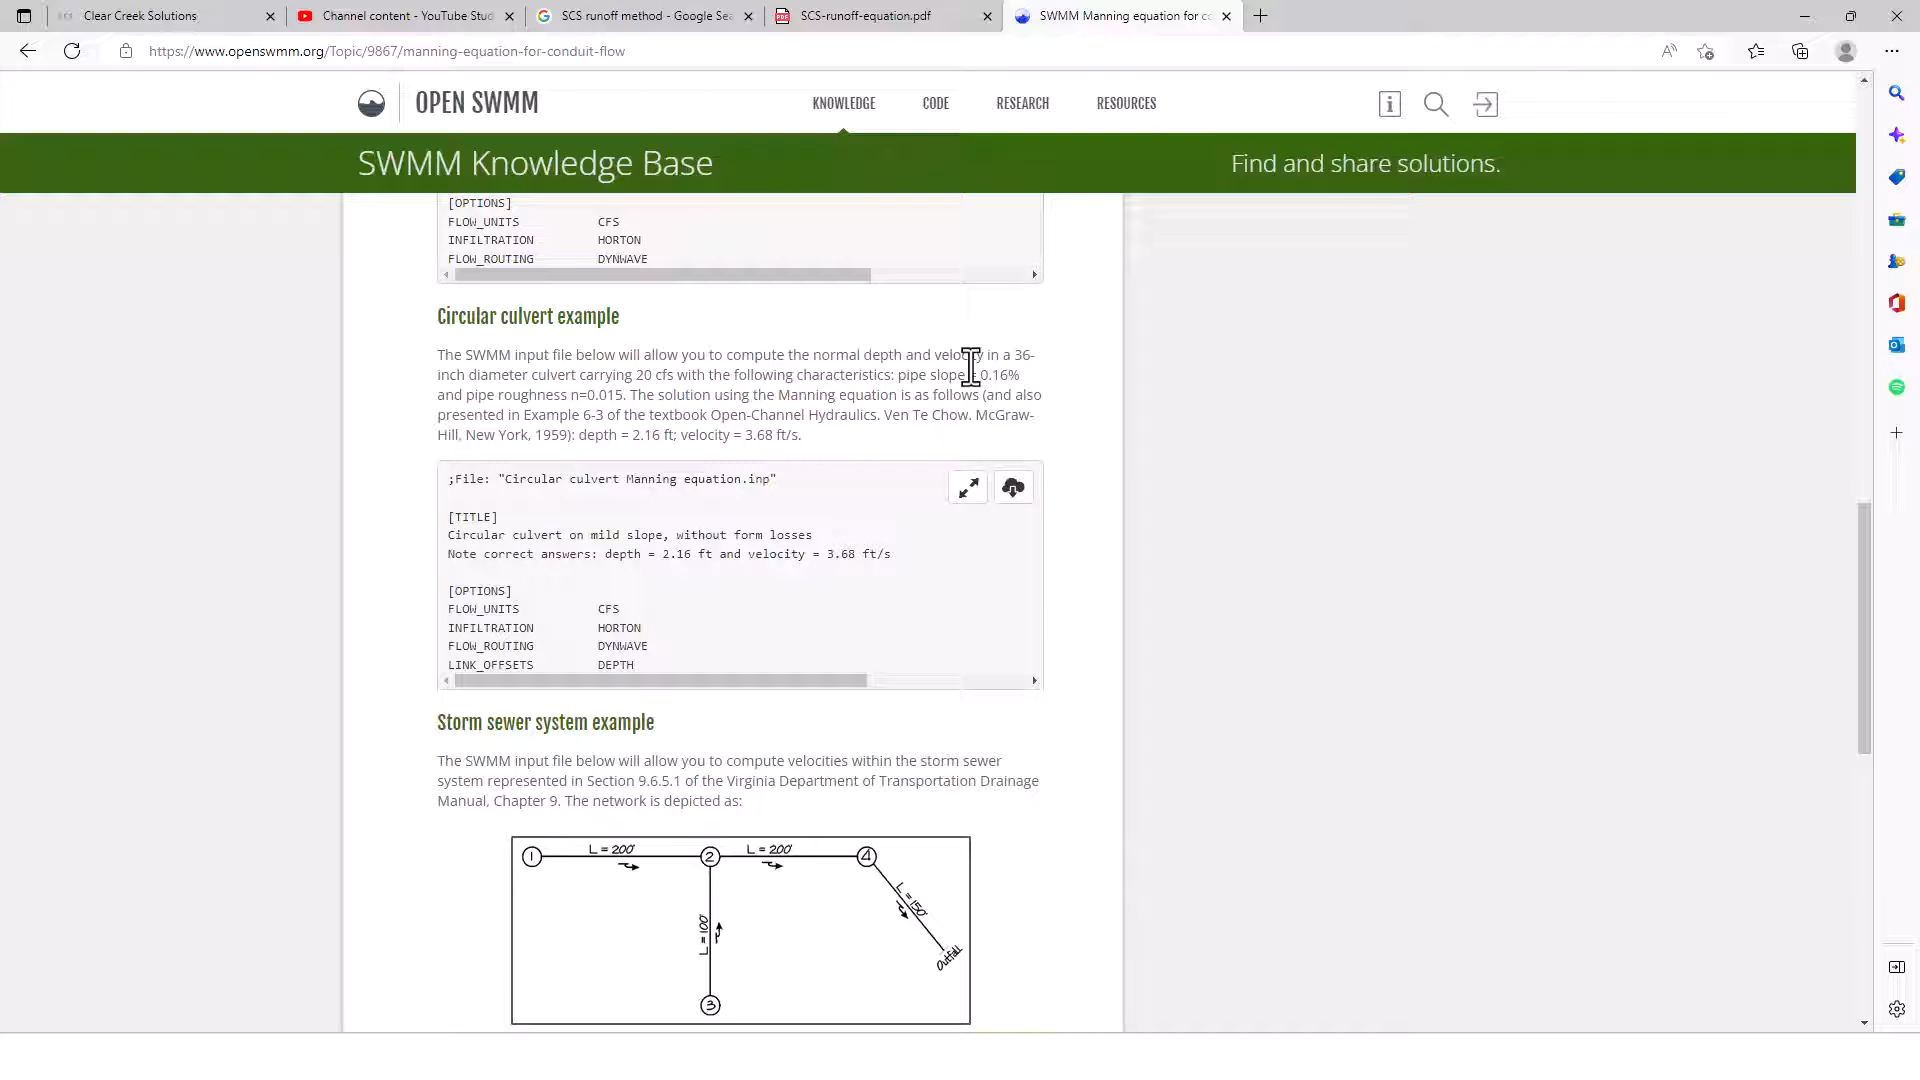 Clear Creek Solutions
Channel content - YouTube Stud
SCS runoff method - Google Sea
SCS-runoff-equation.pdf
SWMM Manning equation for co
https://www.openswmm.org/Topic/9867/manning-equation-for-conduit-flow
OPEN SWMM
KNOWLEDGE
CODE
RESEARCH
RESOURCES
SWMM Knowledge Base
Find and share solutions.
[OPTIONS]
FLOW_UNITS CFS
INFILTRATION HORTON
FLOW_ROUTING DYNWAVE
Circular culvert example
The SWMM input file below will allow you to compute the normal depth and velocity in a 36-
inch diameter culvert carrying 20 cfs with the following characteristics: pipe slope = 0.16%
and pipe roughness n=0.015. The solution using the Manning equation is as follows (and also
presented in Example 6-3 of the textbook Open-Channel Hydraulics. Ven Te Chow. McGraw-
Hill, New York, 1959): depth = 2.16 ft; velocity = 3.68 ft/s.
;File: "Circular culvert Manning equation.inp"
[TITLE]
Circular culvert on mild slope, without form losses
Note correct answers: depth = 2.16 ft and velocity = 3.68 ft/s
[OPTIONS]
FLOW_UNITS CFS
INFILTRATION HORTON
FLOW_ROUTING DYNWAVE
LINK_OFFSETS DEPTH
Storm sewer system example
The SWMM input file below will allow you to compute velocities within the storm sewer
system represented in Section 9.6.5.1 of the Virginia Department of Transportation Drainage
Manual, Chapter 9. The network is depicted as:
1 L = 200' 2 L = 200' 4
L = 150'
L = 100'
Outfall
3